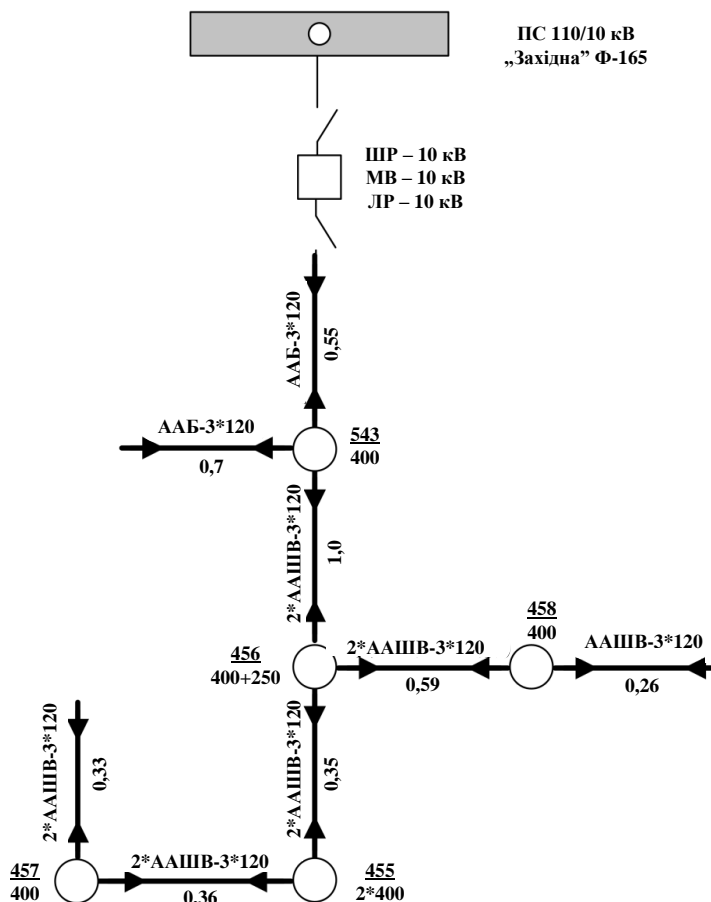 ПС 110/10 кВ
„Західна” Ф-165
ШР – 10 кВ
МВ – 10 кВ
ЛР – 10 кВ
ААБ-3*120
0,55
ААБ-3*120
0,7
543
400
2*ААШВ-3*120
1,0
456
400+250
2*ААШВ-3*120
0,59
458
400
ААШВ-3*120
0,26
2*ААШВ-3*120
0,35
2*ААШВ-3*120
0,33
457
400
2*ААШВ-3*120
0,36
455
2*400